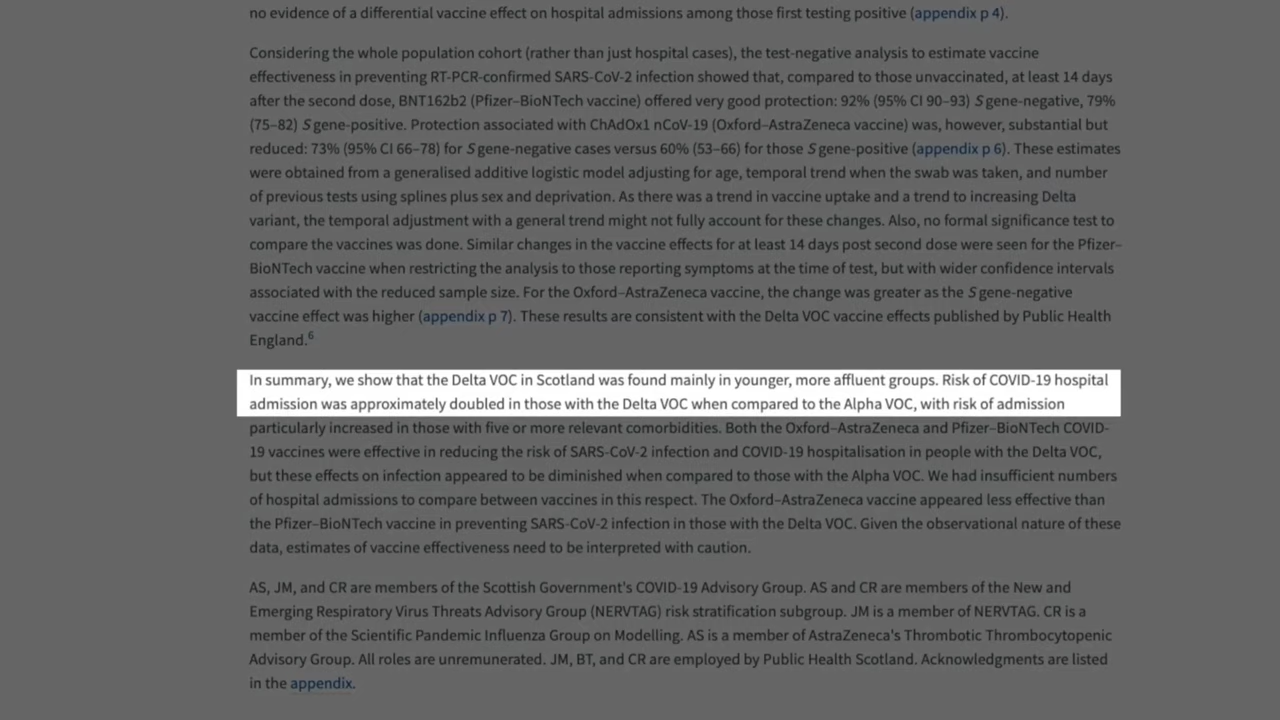 no evidence of a differential vaccine effect on hospital admissions among those first testing positive (appendix p 4).
Considering the whole population cohort (rather than just hospital cases), the test-negative analysis to estimate vaccine
effectiveness in preventing RT-PCR-confirmed SARS-CoV-2 infection showed that, compared to those unvaccinated, at least 14 days
after the second dose, BNT162b2 (Pfizer–BioNTech vaccine) offered very good protection: 92% (95% CI 90–93) S gene-negative, 79%
(75–82) S gene-positive. Protection associated with ChAdOx1 nCoV-19 (Oxford–AstraZeneca vaccine) was, however, substantial but
reduced: 73% (95% CI 66–78) for S gene-negative cases versus 60% (53–66) for those S gene-positive (appendix p 6). These estimates
were obtained from a generalised additive logistic model adjusting for age, temporal trend when the swab was taken, and number
of previous tests using splines plus sex and deprivation. As there was a trend in vaccine uptake and a trend to increasing Delta
variant, the temporal adjustment with a general trend might not fully account for these changes. Also, no formal significance test to
compare the vaccines was done. Similar changes in the vaccine effects for at least 14 days post second dose were seen for the Pfizer–
BioNTech vaccine when restricting the analysis to those reporting symptoms at the time of test, but with wider confidence intervals
associated with the reduced sample size. For the Oxford–AstraZeneca vaccine, the change was greater as the S gene-negative
vaccine effect was higher (appendix p 7). These results are consistent with the Delta VOC vaccine effects published by Public Health
England.6
In summary, we show that the Delta VOC in Scotland was found mainly in younger, more affluent groups. Risk of COVID-19 hospital
admission was approximately doubled in those with the Delta VOC when compared to the Alpha VOC, with risk of admission
particularly increased in those with five or more relevant comorbidities. Both the Oxford–AstraZeneca and Pfizer–BioNTech COVID-
19 vaccines were effective in reducing the risk of SARS-CoV-2 infection and COVID-19 hospitalisation in people with the Delta VOC,
but these effects on infection appeared to be diminished when compared to those with the Alpha VOC. We had insufficient numbers
of hospital admissions to compare between vaccines in this respect. The Oxford–AstraZeneca vaccine appeared less effective than
the Pfizer–BioNTech vaccine in preventing SARS-CoV-2 infection in those with the Delta VOC. Given the observational nature of these
data, estimates of vaccine effectiveness need to be interpreted with caution.
AS, JM, and CR are members of the Scottish Government's COVID-19 Advisory Group. AS and CR are members of the New and
Emerging Respiratory Virus Threats Advisory Group (NERVTAG) risk stratification subgroup. JM is a member of NERVTAG. CR is a
member of the Scientific Pandemic Influenza Group on Modelling. AS is a member of AstraZeneca's Thrombotic Thrombocytopenic
Advisory Group. All roles are unremunerated. JM, BT, and CR are employed by Public Health Scotland. Acknowledgments are listed
in the appendix.